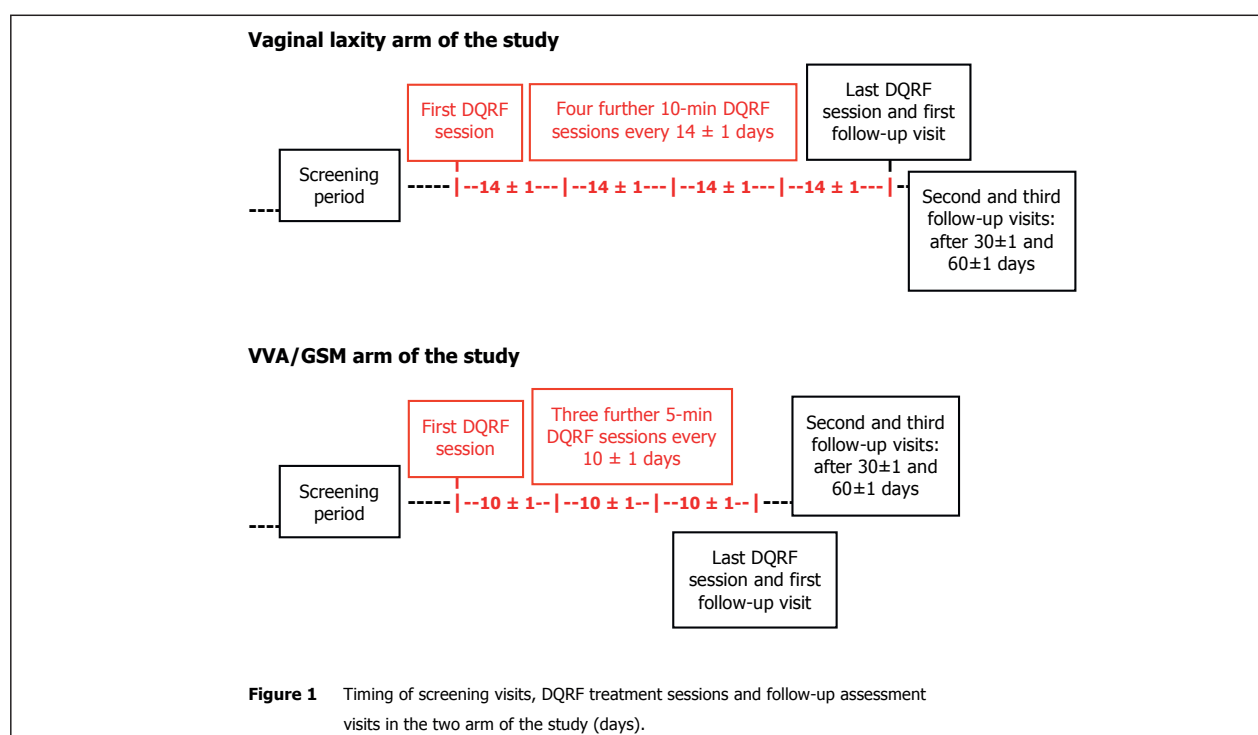 Vaginal laxity arm of the study
First DQRF
session
Four further 10-min DQRF
sessions every 14 ± 1 days
Last DQRF
session and first
follow-up visit
Screening
period
----- |--14 ± 1---|--14 ± 1---|--14 ± 1---|--14 ± 1---| --
----
Second and third
follow-up visits:
after 30±1 and
60±1 days
VVA/GSM arm of the study
First DQRF
session
Three further 5-min
DQRF sessions every
10 ± 1 days
Second and third
follow-up visits:
after 30±1 and
60±1 days
Screening
period
----- |--10 ± 1--|--10 ± 1--|--10 ± 1--| ----
----
Last DQRF
session and first
follow-up visit
Figure 1 Timing of screening visits, DQRF treatment sessions and follow-up assessment
visits in the two arm of the study (days).